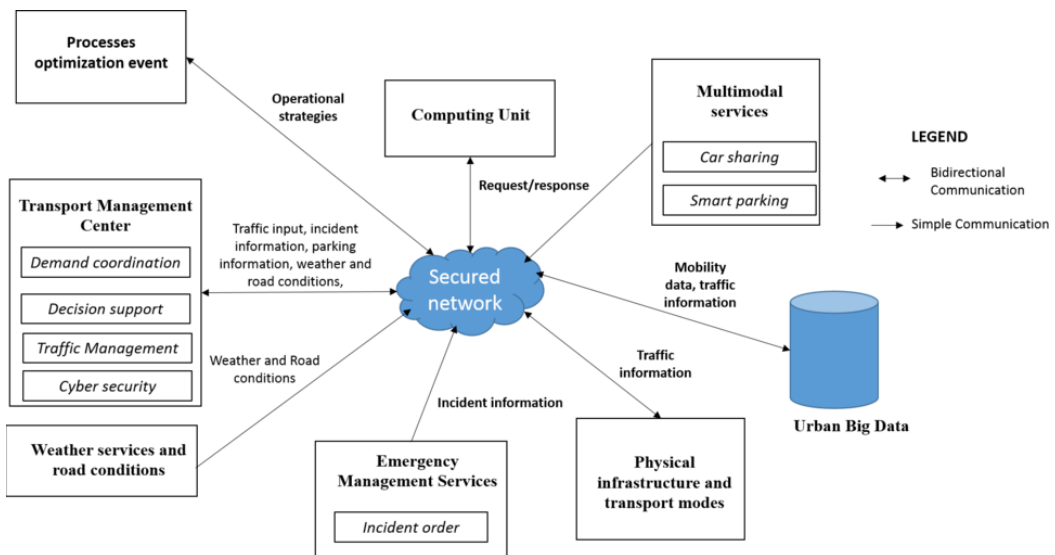 Processes
optimization event
Operational
strategies
Computing Unit
Request/response
Multimodal
services
Car sharing
Smart parking
LEGEND
Bidirectional
Communication
Simple Communication
Transport Management
Center
Demand coordination
Decision support
Traffic Management
Cyber security
Traffic input, incident
information, parking
information, weather and
road conditions,
Secured
network
Mobility
data, traffic
information
Urban Big Data
Weather and Road
conditions
Weather services and
road conditions
Incident information
Emergency
Management Services
Incident order
Traffic
information
Physical
infrastructure and
transport modes